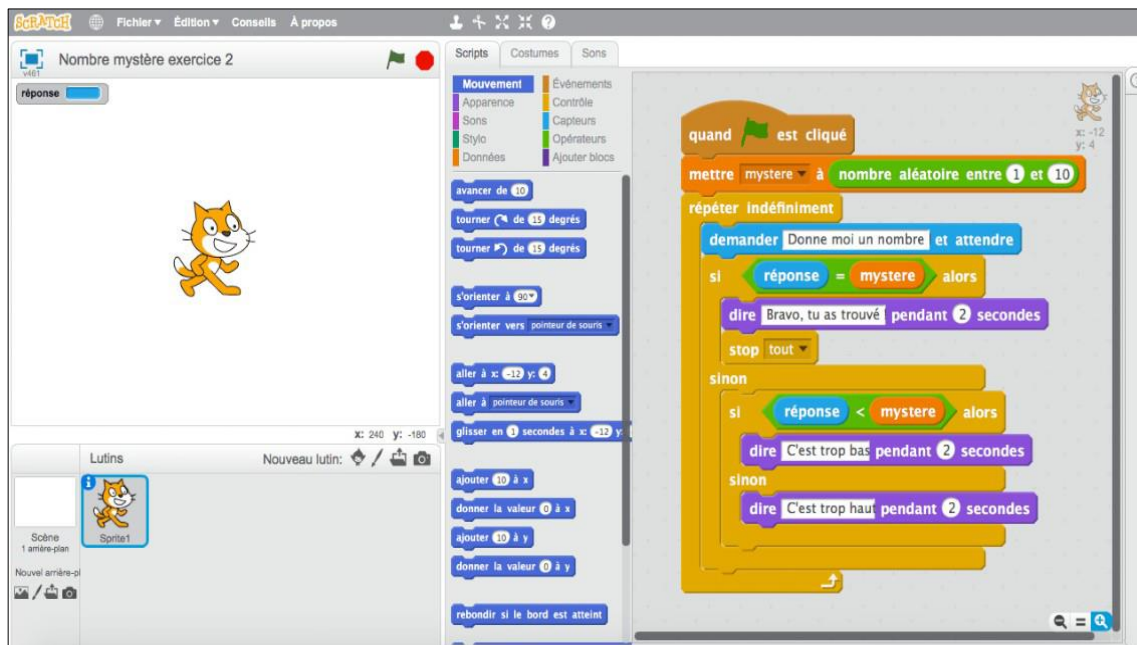 SCRATCH Fichier Édition Conseils À propos
v461 Nombre mystère exercice 2
réponse
x: 240 y: -180
Lutins Nouveau lutin:
Scène
1 arrière-plan
Sprite1
Nouvel arrière-pl
Scripts Costumes Sons
Mouvement Événements
Apparence Contrôle
Sons Capteurs
Stylo Opérateurs
Données Ajouter blocs
avancer de 10
tourner de 15 degrés
tourner de 15 degrés
s'orienter à 90
s'orienter vers pointeur de souris
aller à x: -12 y: 4
aller à pointeur de souris
glisser en 1 secondes à x: -12 y:
ajouter 10 à x
donner la valeur 0 à x
ajouter 10 à y
donner la valeur 0 à y
rebondir si le bord est atteint
x: -12
y: 4
quand est cliqué
mettre mystere à nombre aléatoire entre 1 et 10
répéter indéfiniment
demander Donne moi un nombre et attendre
si réponse = mystere alors
dire Bravo, tu as trouvé pendant 2 secondes
stop tout
sinon
si réponse < mystere alors
dire C'est trop bas pendant 2 secondes
sinon
dire C'est trop haut pendant 2 secondes